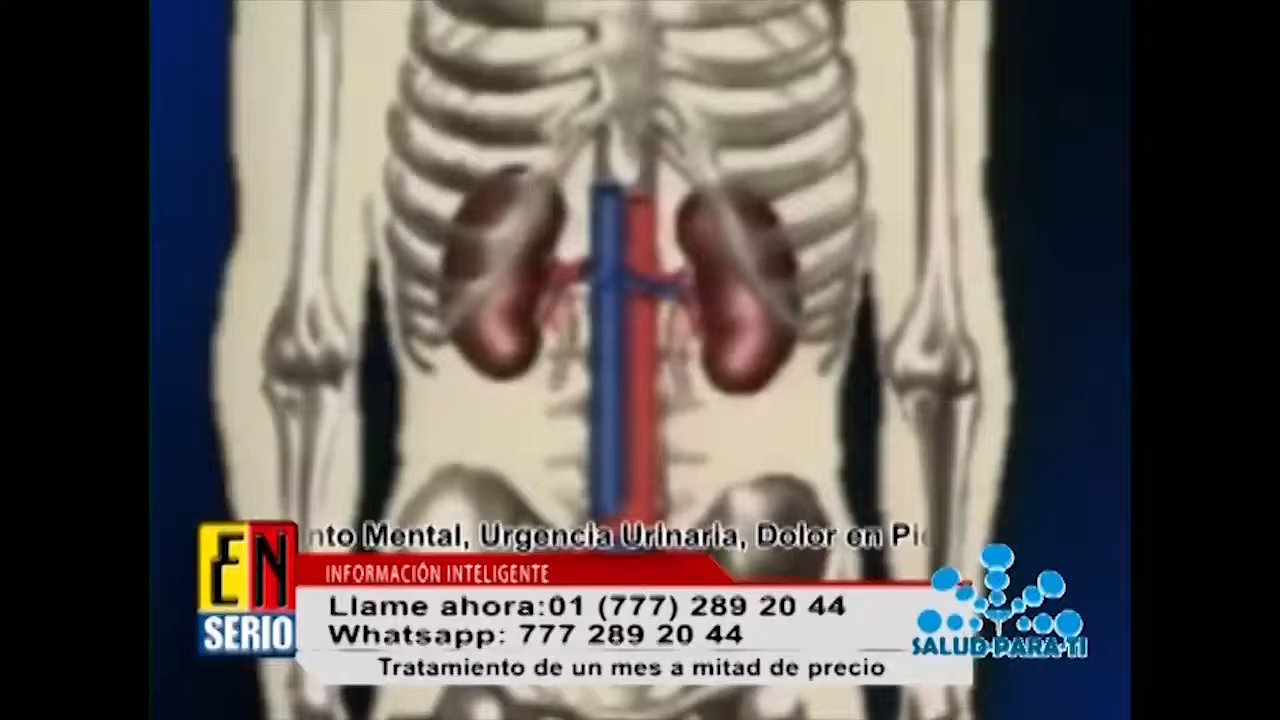 nto Mental, Urgencia Urinaria, Dolor en
EN
SERIO
INFORMACIÓN INTELIGENTE
Llame ahora:01 (777) 289 20 44
Whatsapp: 777 289 20 44
Tratamiento de un mes a mitad de precio
SALUD·PARA·TI